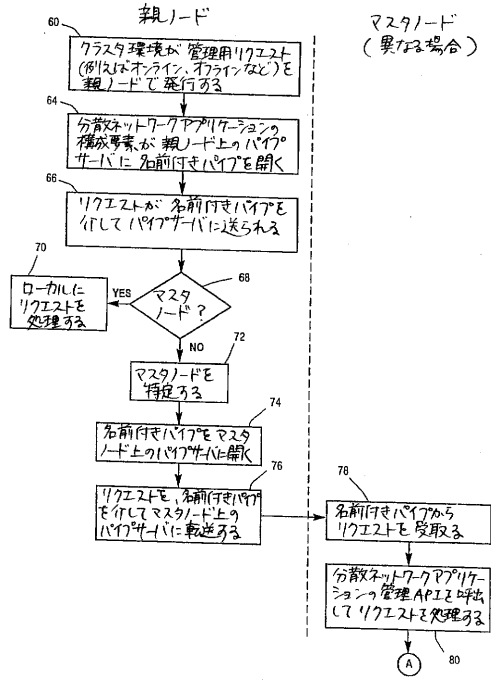 親ノード
マスタノード
(異なる場合)
60
クラスタ環境が管理用リクエスト
(例えばオンライン、オフラインなど)を
親ノードで発行する
64
分散ネットワークアプリケーションの
構成要素が親ノード上のパイプ
サーバに名前付きパイプを開く
66
リクエストが名前付きパイプを
介してパイプサーバに送られる
68
マスタ
ノード?
YES
70
ローカルに
リクエストを
処理する
NO
72
マスタノードを
特定する
74
名前付きパイプをマスタ
ノード上のパイプサーバに開く
76
リクエストを、名前付きパイプ
を介してマスタノード上の
パイプサーバに転送する
78
名前付きパイプから
リクエストを受取る
分散ネットワークアプリケー
ションの管理APIを呼出
してリクエストを処理する
80
A